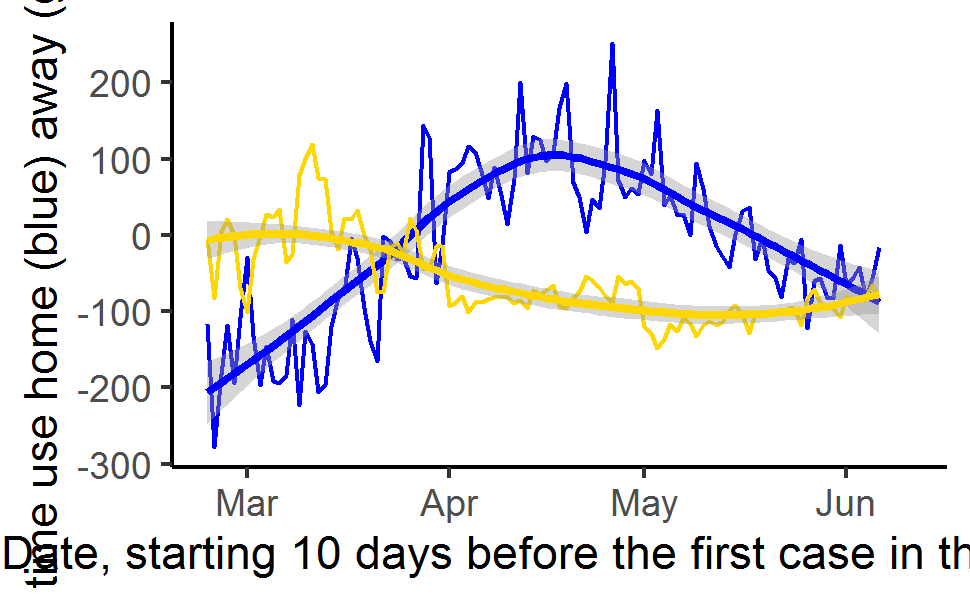 time use home (blue) away (
200
100
0
-100
-200
-300
Mar Apr May Jun
Date, starting 10 days before the first case in th